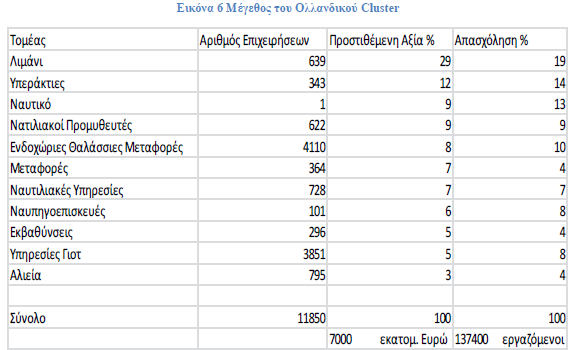 Εικόνα 6 Μέγεθος του Ολλανδικού Cluster
Τομέας Αριθμός Επιχειρήσεων Προστιθέμενη Αξία % Απασχόληση %
Λιμάνι 639 29 19
Υπεράκτιες 343 12 14
Ναυτικό 1 9 13
Νατιλιακοί Προμυθευτές 622 9 9
Ενδοχώριες Θαλάσσιες Μεταφορές 4110 8 10
Μεταφορές 364 7 4
Ναυτιλιακές Υπηρεσίες 728 7 7
Ναυπηγοεπισκευές 101 6 8
Εκβαθύνσεις 296 5 4
Υπηρεσίες Γιοτ 3851 5 8
Αλιεία 795 3 4
Σύνολο 11850 100 100
7000 εκατομ. Ευρώ 137400 εργαζόμενοι